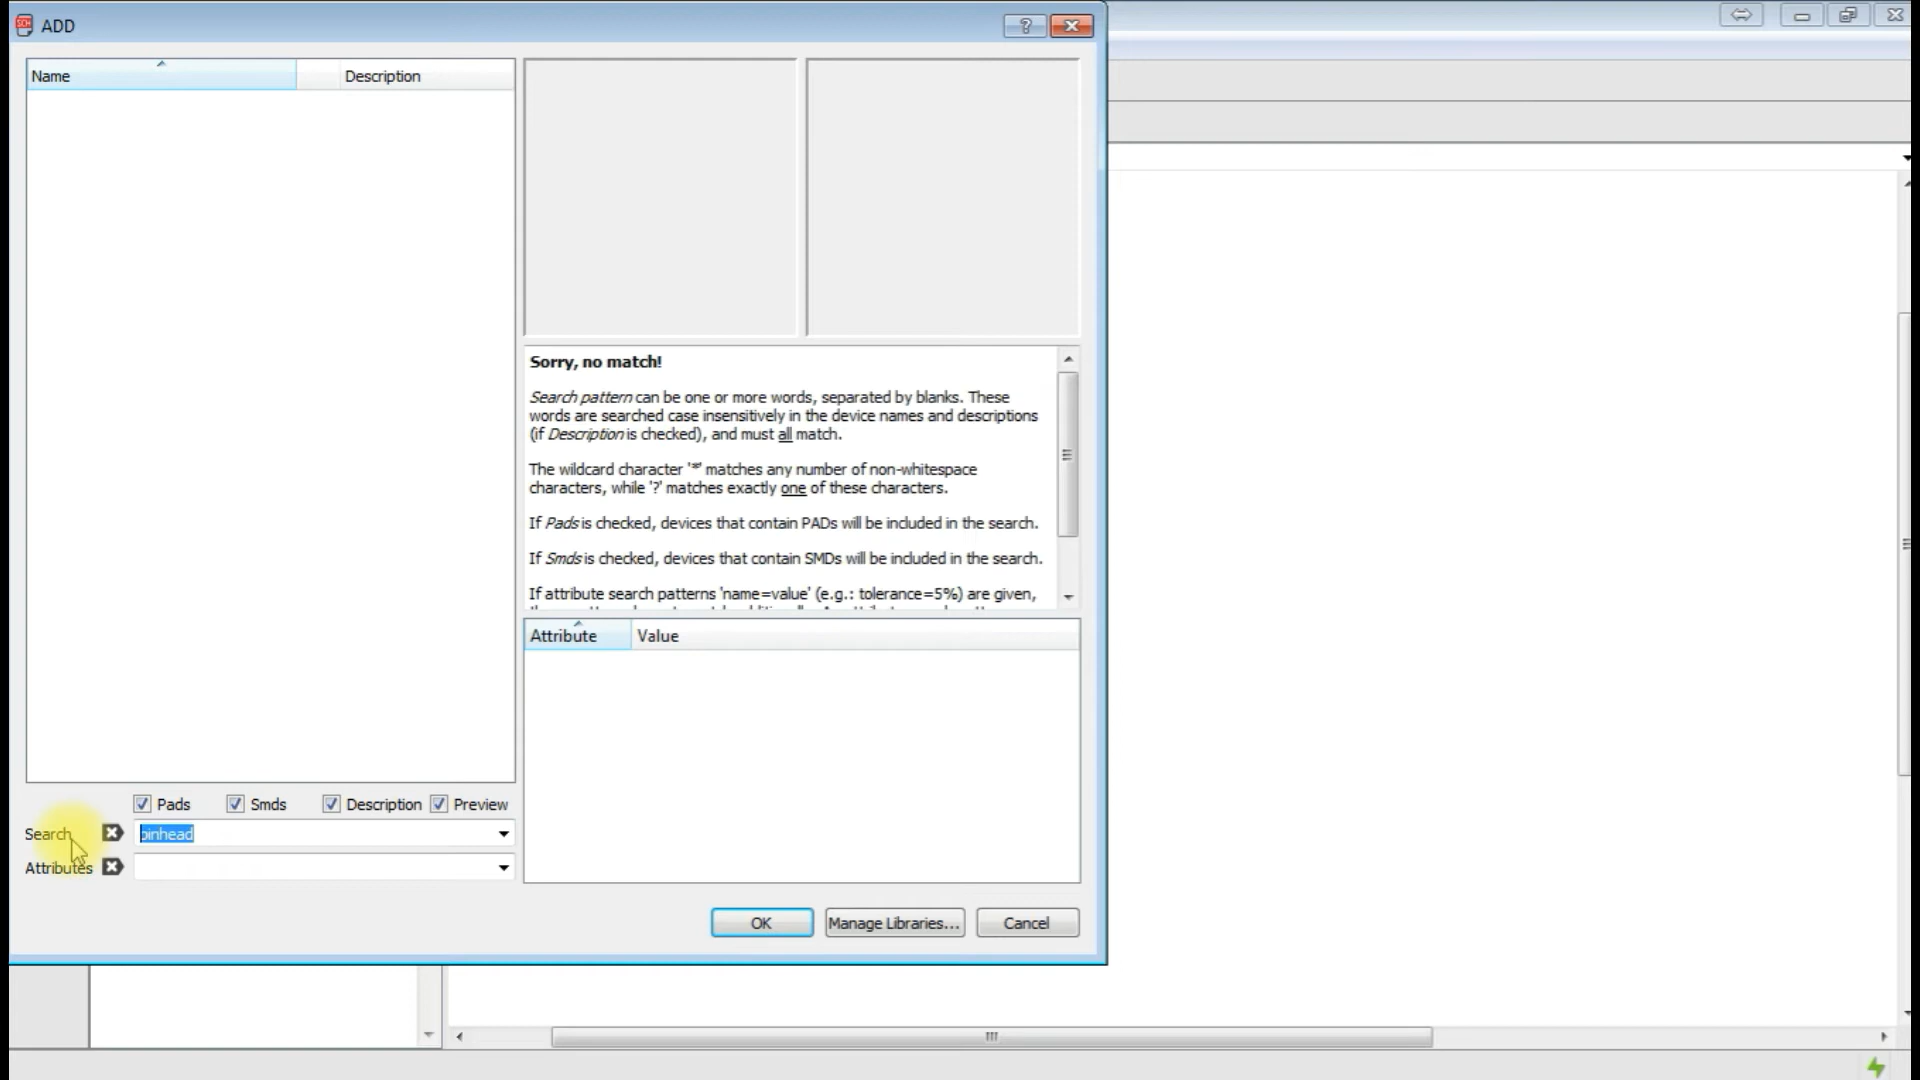 ADD
Name Description
Sorry, no match!
Search pattern can be one or more words, separated by blanks. These
words are searched case insensitively in the device names and descriptions
(if Description is checked), and must all match.
The wildcard character '*' matches any number of non-whitespace
characters, while '?' matches exactly one of these characters.
If Pads is checked, devices that contain PADs will be included in the search.
If Smds is checked, devices that contain SMDs will be included in the search.
If attribute search patterns 'name=value' (e.g.: tolerance=5%) are given,
Attribute Value
Pads Smds Description Preview
Search pinhead
Attributes
OK Manage Libraries... Cancel